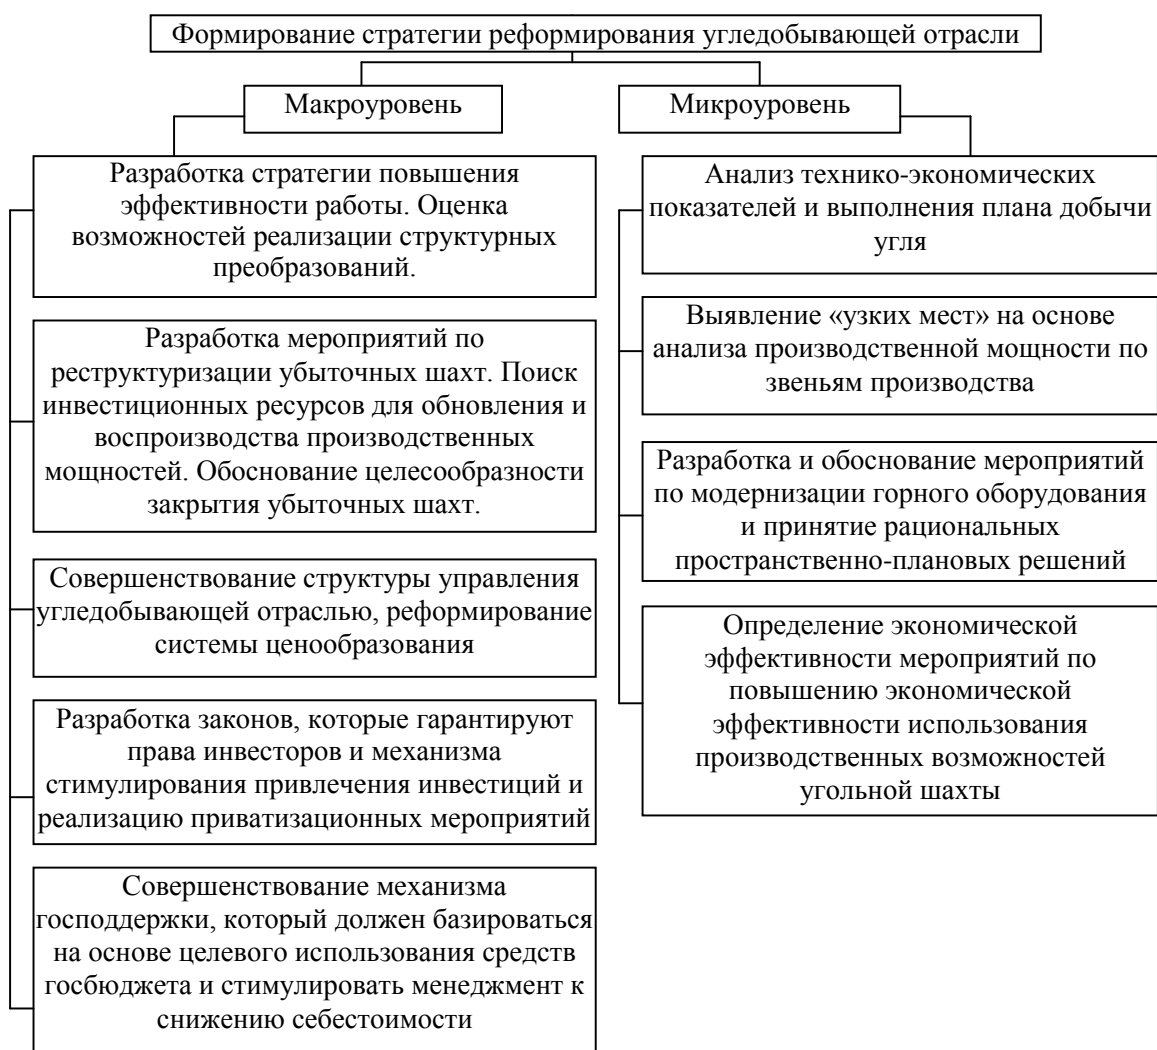 Формирование стратегии реформирования угледобывающей отрасли
Макроуровень
Микроуровень
Разработка стратегии повышения
эффективности работы. Оценка
возможностей реализации структурных
преобразований.
Разработка мероприятий по
реструктуризации убыточных шахт. Поиск
инвестиционных ресурсов для обновления и
воспроизводства производственных
мощностей. Обоснование целесообразности
закрытия убыточных шахт.
Совершенствование структуры управления
угледобывающей отраслью, реформирование
системы ценообразования
Разработка законов, которые гарантируют
права инвесторов и механизма
стимулирования привлечения инвестиций и
реализацию приватизационных мероприятий
Совершенствование механизма
господдержки, который должен базироваться
на основе целевого использования средств
госбюджета и стимулировать менеджмент к
снижению себестоимости
Анализ технико-экономических
показателей и выполнения плана добычи
угля
Выявление «узких мест» на основе
анализа производственной мощности по
звеньям производства
Разработка и обоснование мероприятий
по модернизации горного оборудования
и принятие рациональных
пространственно-плановых решений
Определение экономической
эффективности мероприятий по
повышению экономической
эффективности использования
производственных возможностей
угольной шахты